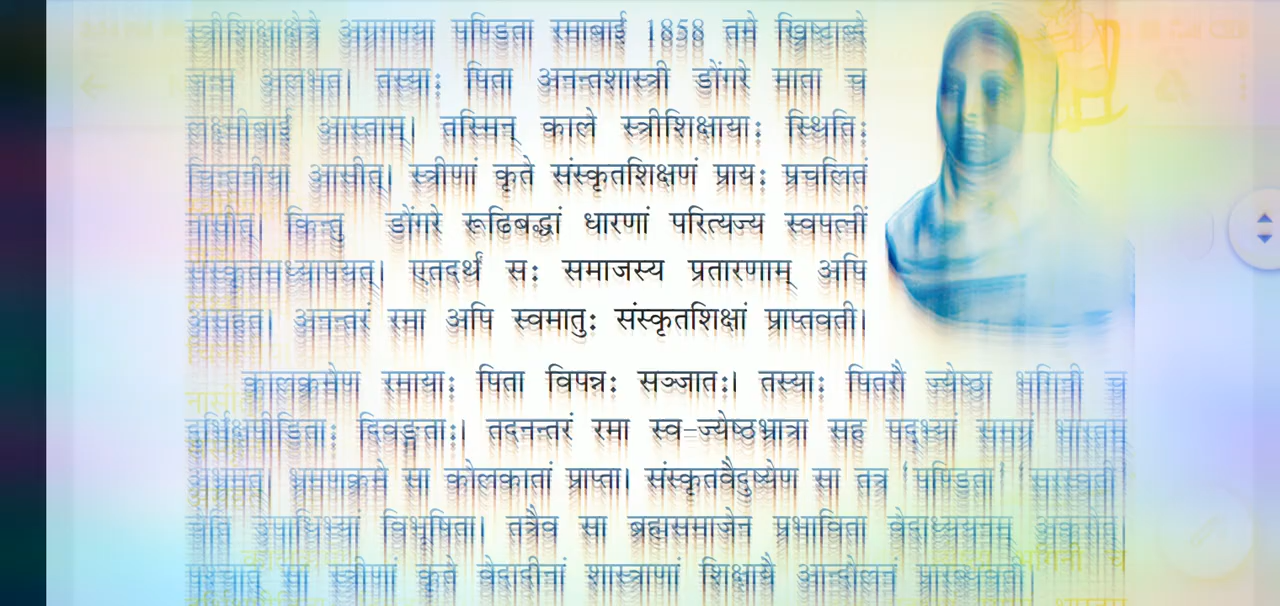 स्त्रीशिक्षाक्षेत्रे अग्रगण्या पण्डिता रमाबाई 1858 तमे ख्रिष्टाब्दे
जन्म अलभत। तस्याः पिता अनन्तशास्त्री डोंगरे माता च
लक्ष्मीबाई आस्ताम्। तस्मिन् काले स्त्रीशिक्षायाः स्थितिः
चिन्तनीया आसीत्। स्त्रीणां कृते संस्कृतशिक्षणं प्रायः प्रचलितं
नासीत्। किन्तु डोंगरे रूढिबद्धां धारणां परित्यज्य स्वपत्नीं
संस्कृतमध्यापयत्। एतदर्थं सः समाजस्य प्रतारणाम् अपि
असहत। अनन्तरं रमा अपि स्वमातुः संस्कृतशिक्षां प्राप्तवती।
कालक्रमेण रमायाः पिता विपन्नः सञ्जातः। तस्याः पितरौ ज्येष्ठा भगिनी च
दुर्भिक्षपीडिताः दिवङ्गताः। तदनन्तरं रमा स्व-ज्येष्ठभ्रात्रा सह पद्भ्यां समग्रं भारतम्
अभ्रमत्। भ्रमणक्रमे सा कोलकातां प्राप्ता। संस्कृतवैदुष्येण सा तत्र 'पण्डिता' 'सरस्वती'
चेति उपाधिभ्यां विभूषिता। तत्रैव सा ब्रह्मसमाजेन प्रभाविता वेदाध्ययनम् अकरोत्।
पश्चात् सा स्त्रीणां कृते वेदादीनां शास्त्राणां शिक्षायै आन्दोलनं प्रारब्धवती।